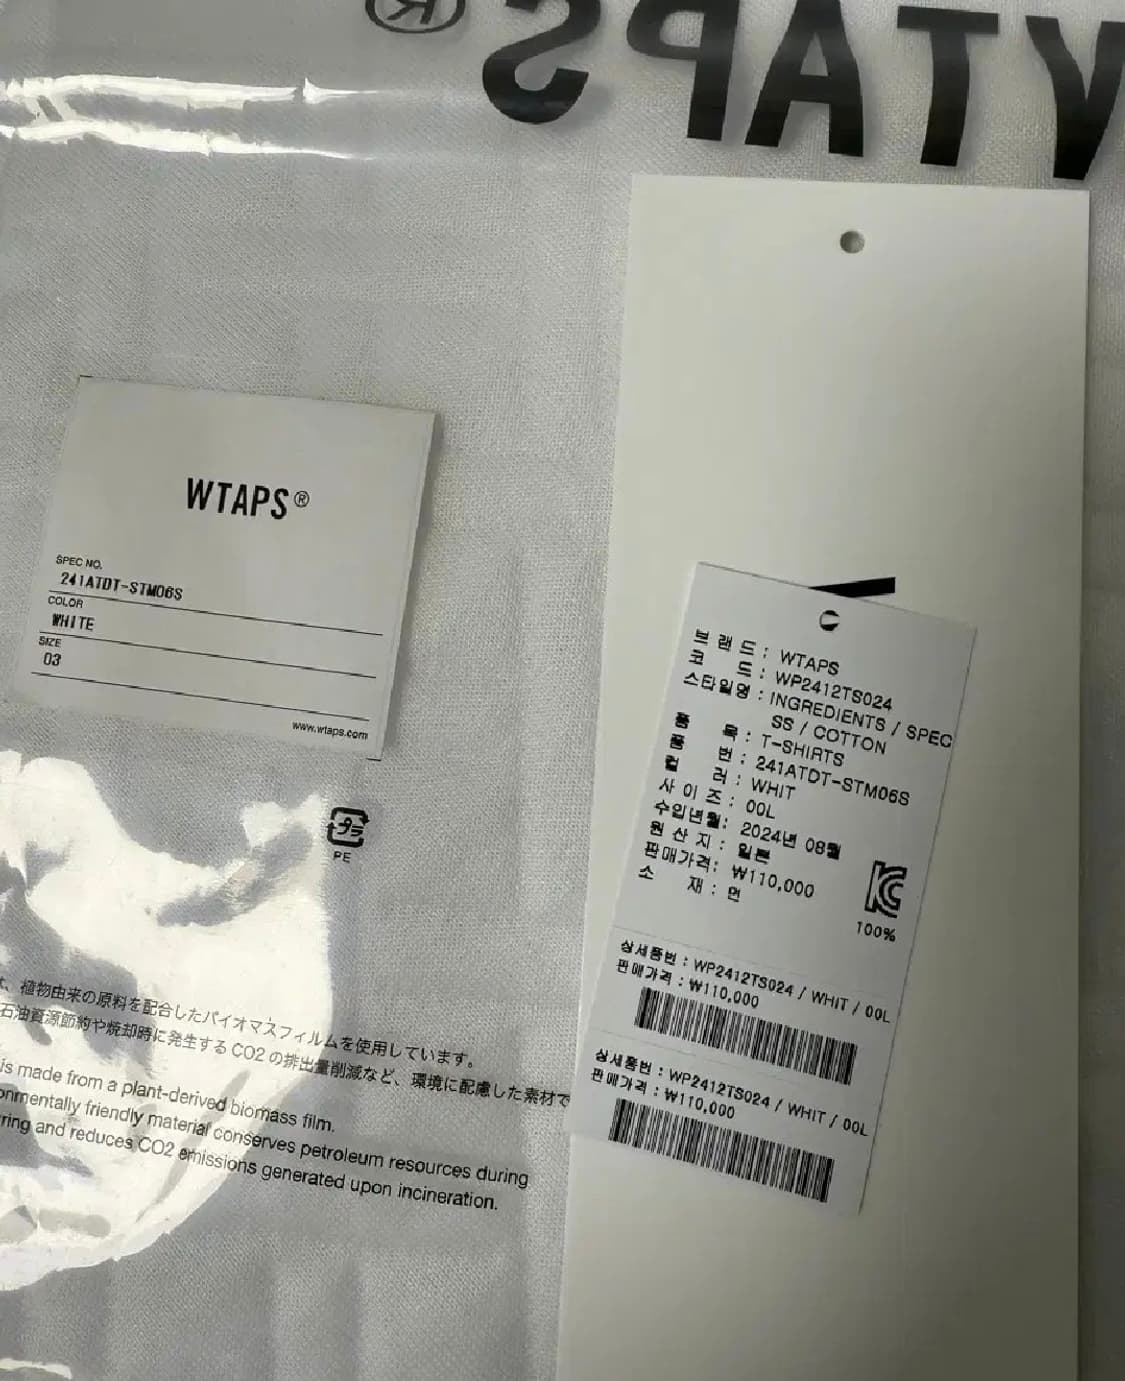 WTAPS®
WTAPS®
SPEC NO.
241ATDT-STM06S
COLOR
WHITE
SIZE
03
www.wtaps.com
プラ
PE
、植物由来の原料を配合したバイオマスフィルムを使用しています。
石油資源節約や焼却時に発生するCO2の排出量削減など、環境に配慮した素材で
is made from a plant-derived biomass film.
onmentally friendly material conserves petroleum resources during
rring and reduces CO2 emissions generated upon incineration.
브 랜 드 : WTAPS
코 드 : WP2412TS024
스타일명 : INGREDIENTS / SPEC
SS / COTTON
품 목 : T-SHIRTS
품 번 : 241ATDT-STM06S
컬 러 : WHIT
사 이 즈 : 00L
수입년월: 2024년 08월
원 산 지 : 일본
판매가격: ₩110,000
소 재 : 면
100%
상세품번 : WP2412TS024 / WHIT / 00L
판매가격 : ₩110,000
상세품번 : WP2412TS024 / WHIT / 00L
판매가격 : ₩110,000